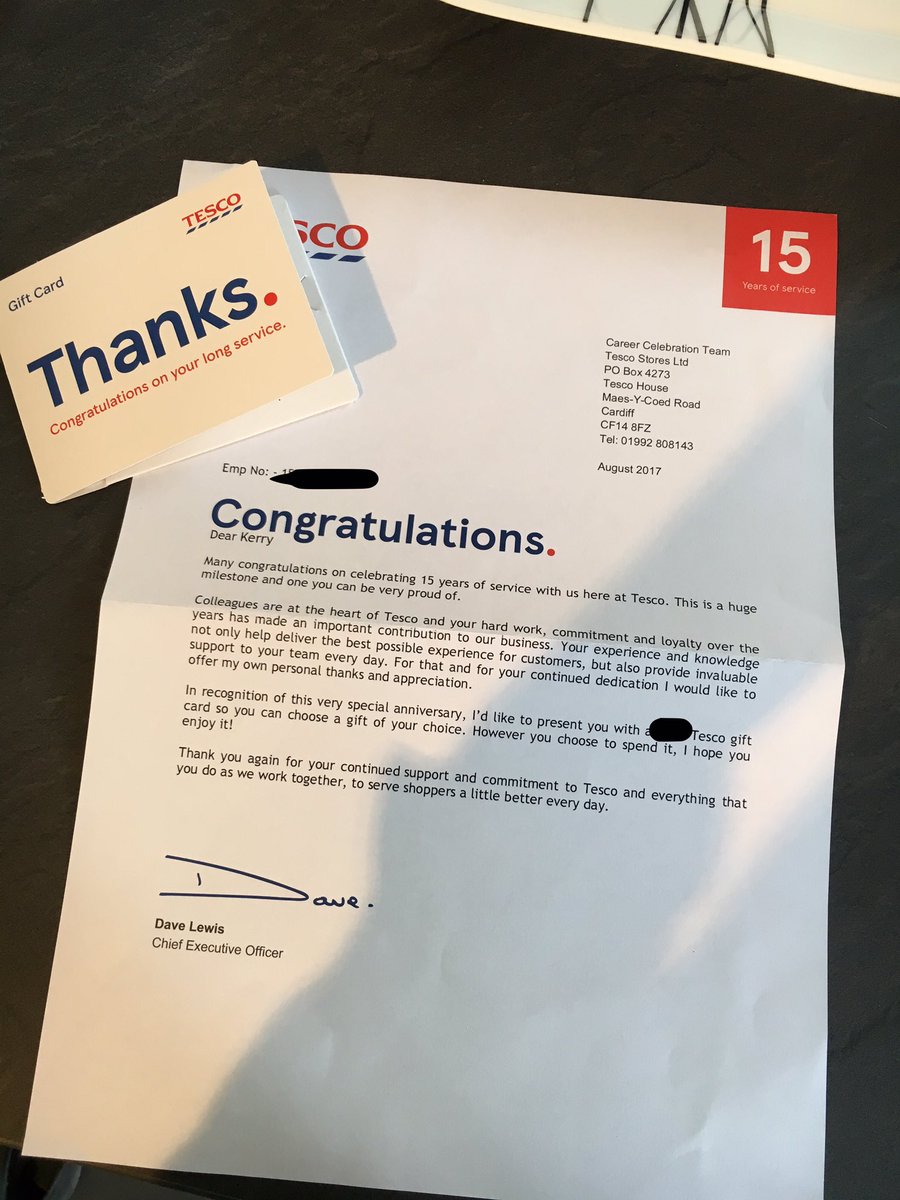 TESCO
Gift Card
Thanks.
Congratulations on your long service.
SCO
15
Years of service
Career Celebration Team
Tesco Stores Ltd
PO Box 4273
Tesco House
Maes-Y-Coed Road
Cardiff
CF14 8FZ
Tel: 01992 808143
August 2017
Emp No: -
Congratulations.
Dear Kerry
Many congratulations on celebrating 15 years of service with us here at Tesco. This is a huge
milestone and one you can be very proud of.
Colleagues are at the heart of Tesco and your hard work, commitment and loyalty over the
years has made an important contribution to our business. Your experience and knowledge
not only help deliver the best possible experience for customers, but also provide invaluable
support to your team every day. For that and for your continued dedication I would like to
offer my own personal thanks and appreciation.
In recognition of this very special anniversary, I'd like to present you with a Tesco gift
card so you can choose a gift of your choice. However you choose to spend it, I hope you
enjoy it!
Thank you again for your continued support and commitment to Tesco and everything that
you do as we work together, to serve shoppers a little better every day.
Dave.
Dave Lewis
Chief Executive Officer